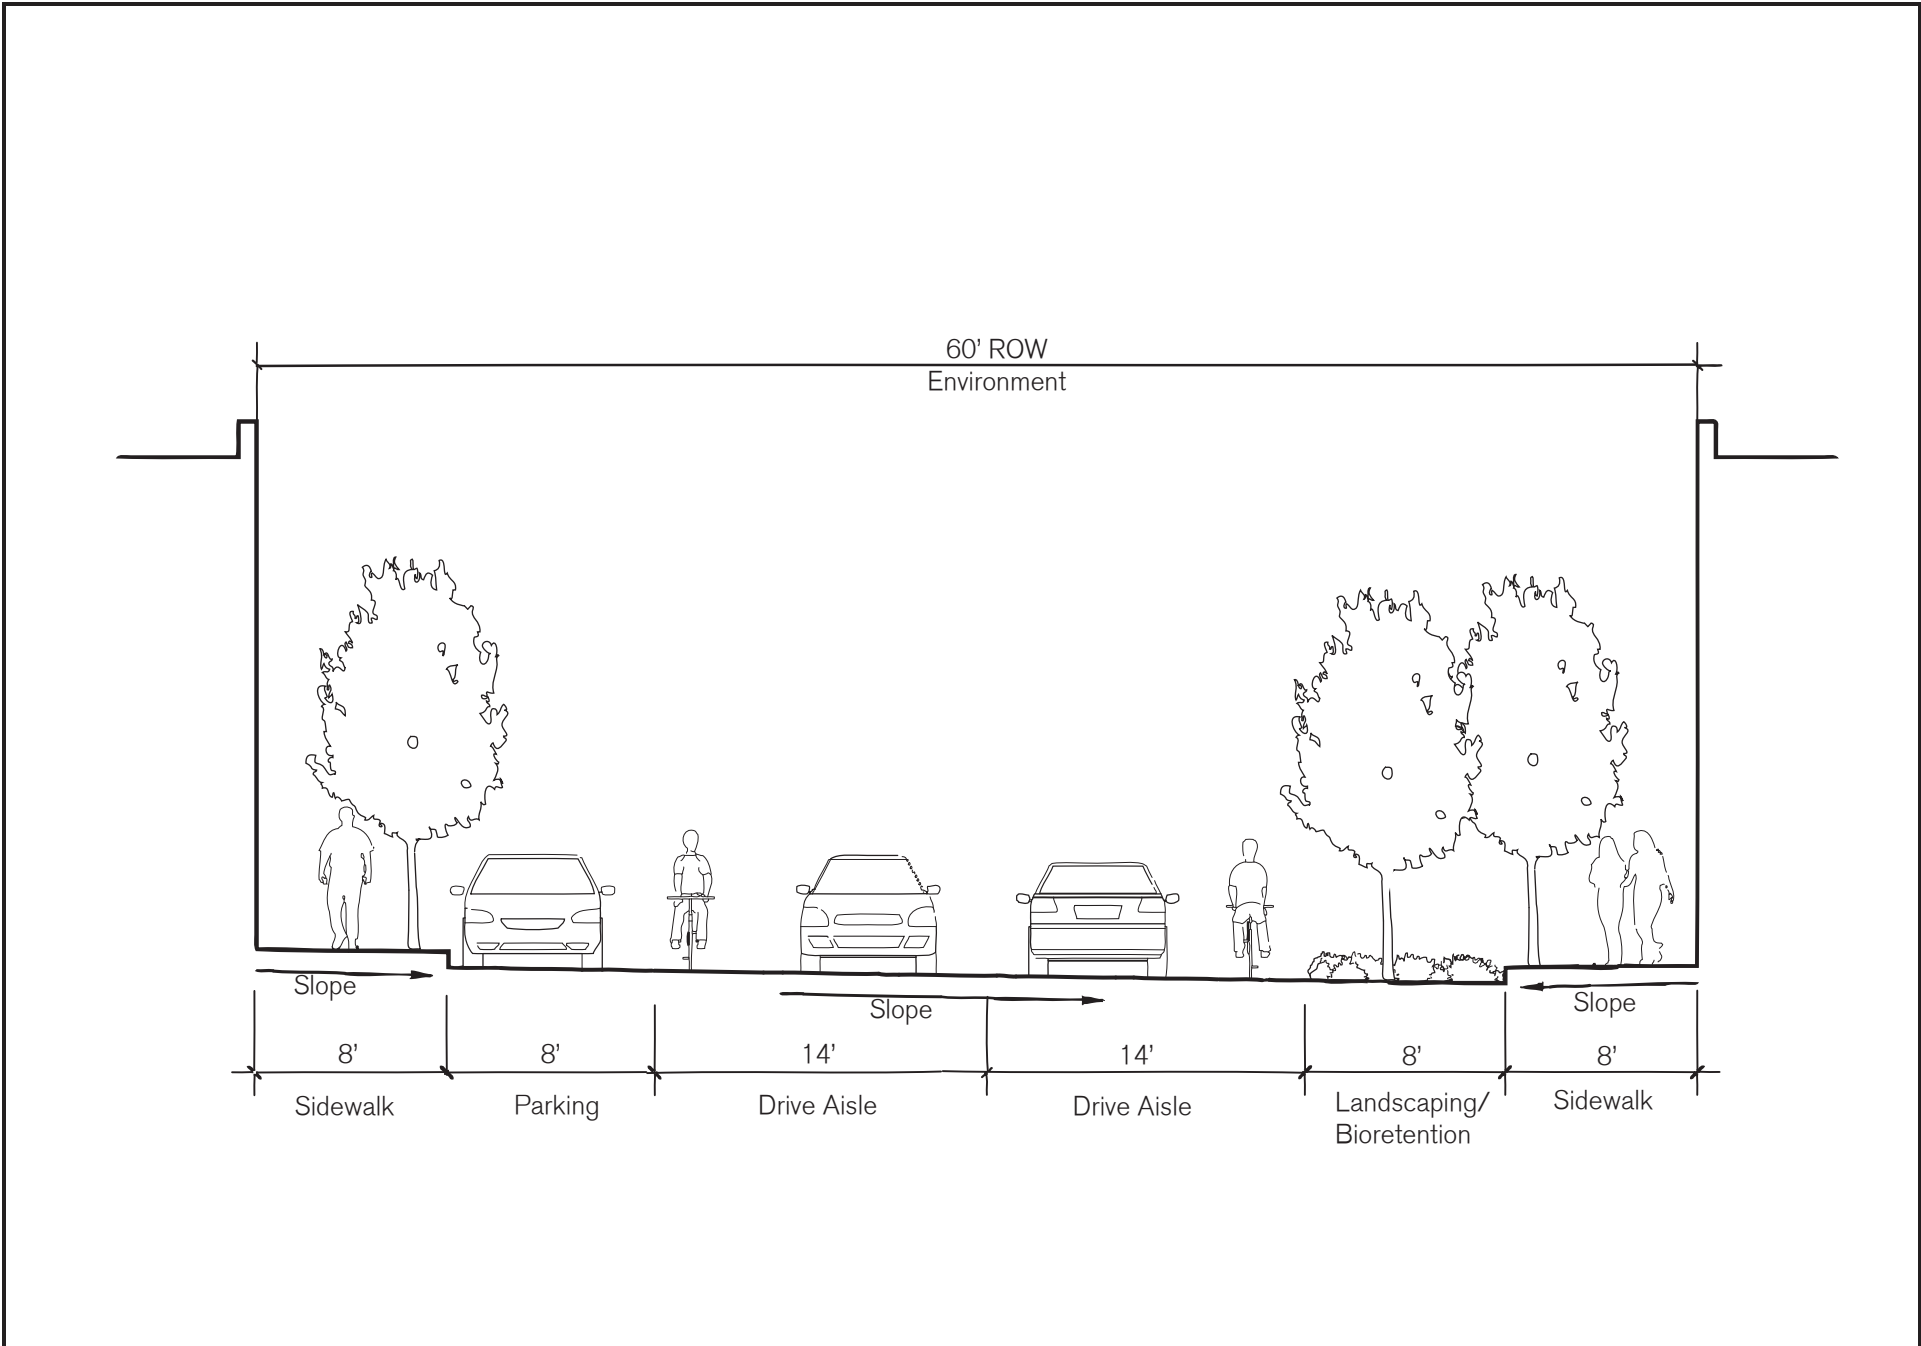 60’ ROW
Environment
Slope
Slope
Slope
8’
8’
14’
14’
8’
8’
Sidewalk
Parking
Drive Aisle
Drive Aisle
Landscaping/
Bioretention
Sidewalk